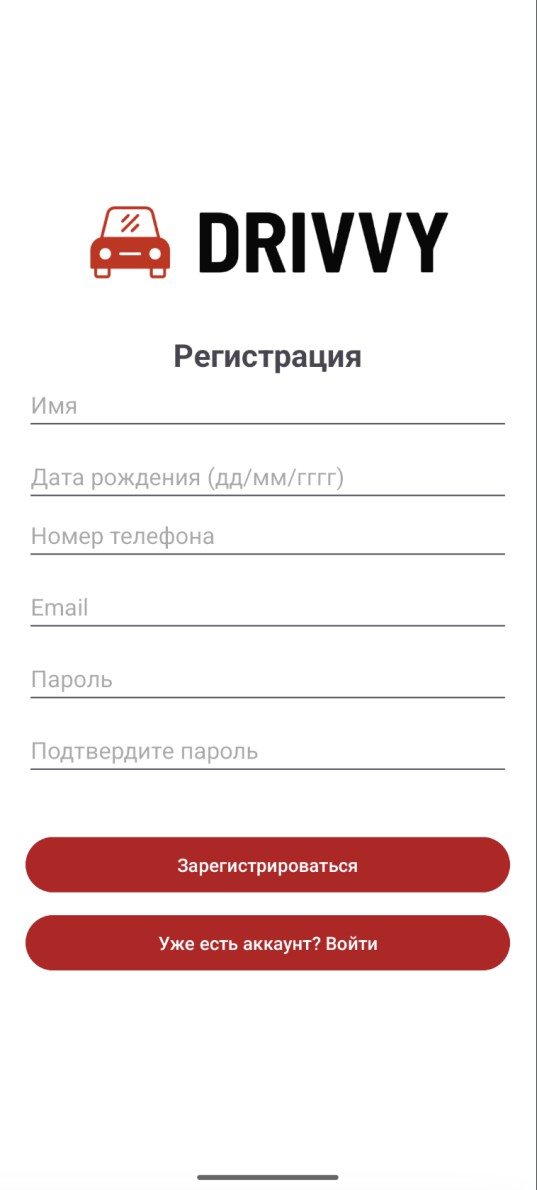 DRIVVY
Регистрация
Имя
Дата рождения (дд/мм/гггг)
Номер телефона
Email
Пароль
Подтвердите пароль
Зарегистрироваться
Уже есть аккаунт? Войти